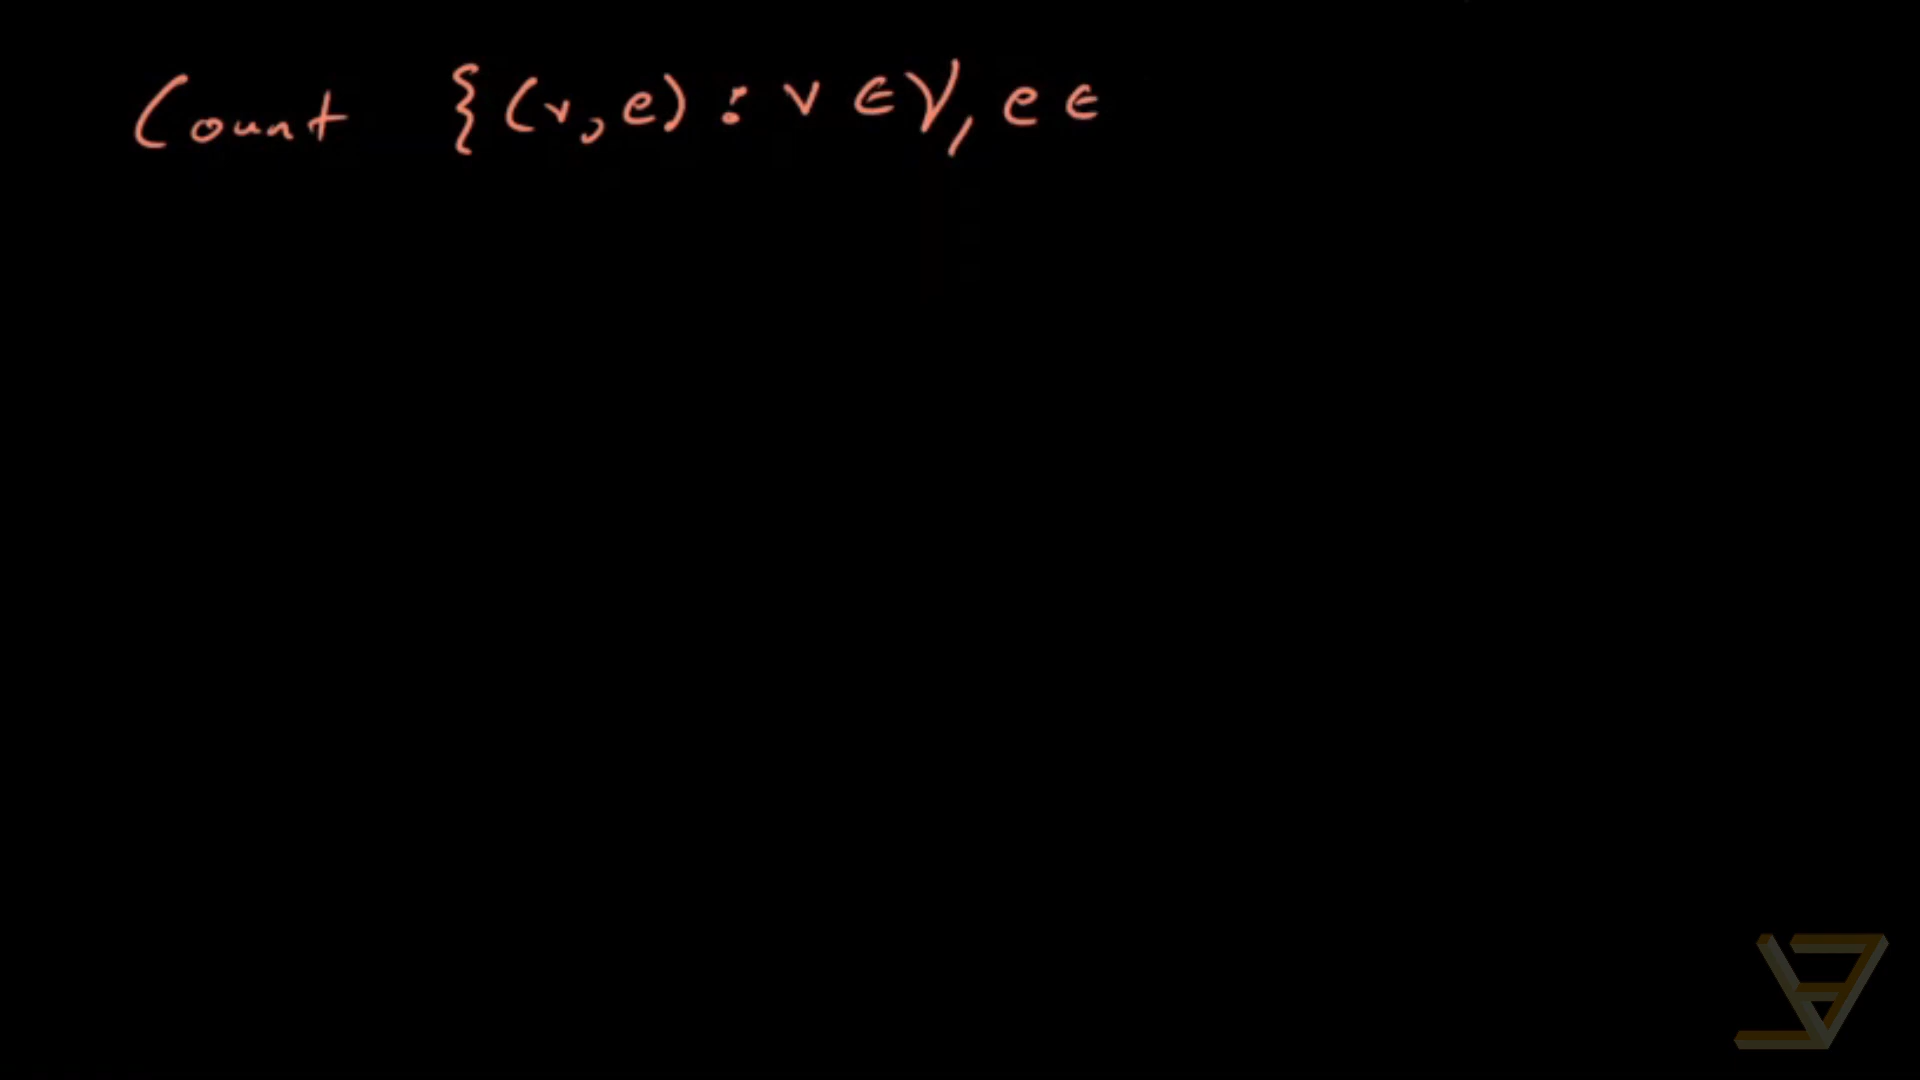 Count {(v,e) : v ∈ V, e ∈